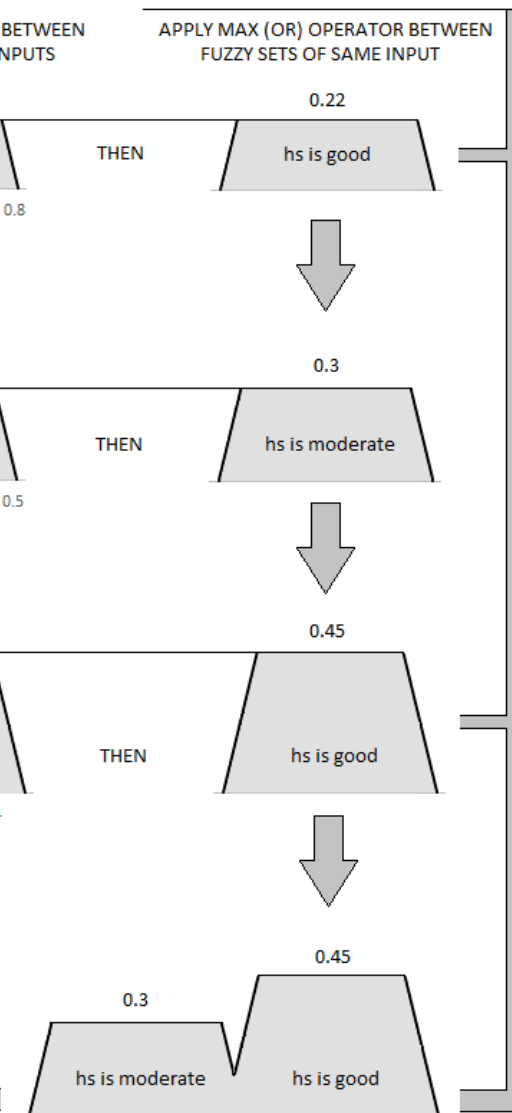 BETWEEN
NPUTS
APPLY MAX (OR) OPERATOR BETWEEN
FUZZY SETS OF SAME INPUT
0.22
THEN
hs is good
0.8
0.3
THEN
hs is moderate
0.5
0.45
THEN
hs is good
0.45
0.3
hs is moderate
hs is good